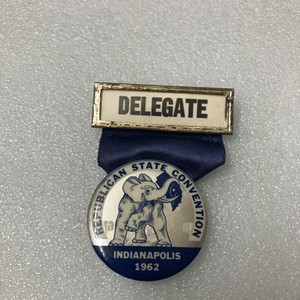 DELEGATE
REPUBLICAN STATE CONVENTION
INDIANAPOLIS
1962